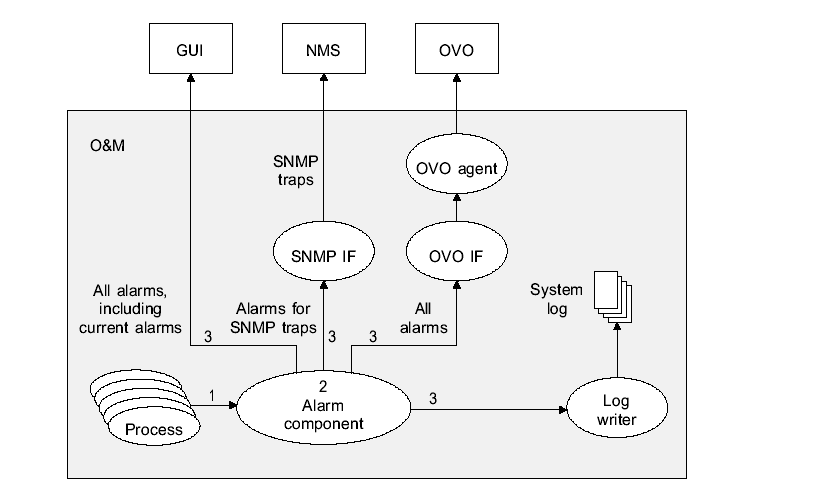 GUI
NMS
OVO
O&M
SNMP
traps
OVO agent
SNMP IF
OVO IF
All alarms,
including
current alarms
3
Alarms for
SNMP traps
3
3
All
alarms
System
log
Process
1
2
Alarm
component
3
Log
writer